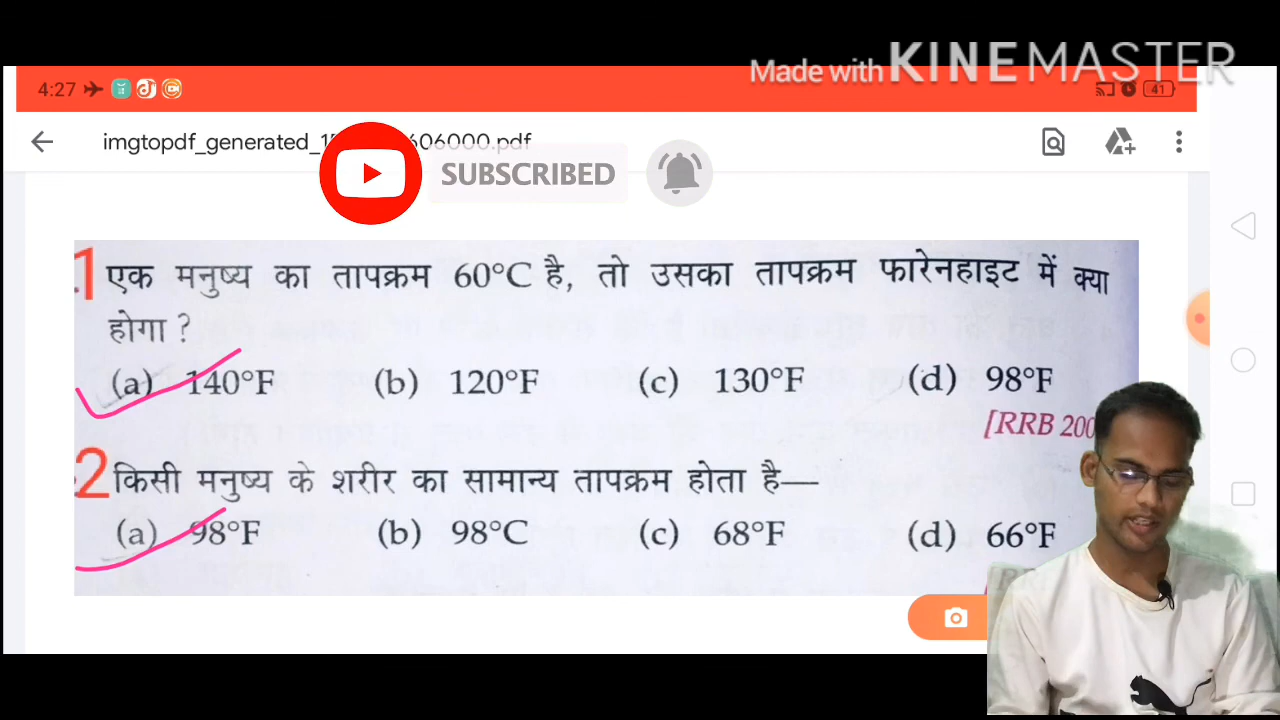 Made with KINEMASTER
4:27 41
imgtopdf_generated_1 606000.pdf
SUBSCRIBED
1 एक मनुष्य का तापक्रम 60°C है, तो उसका तापक्रम फारेनहाइट में क्या
होगा ?
(a) 140°F (b) 120°F (c) 130°F (d) 98°F
[RRB 200
2 किसी मनुष्य के शरीर का सामान्य तापक्रम होता है—
(a) 98°F (b) 98°C (c) 68°F (d) 66°F